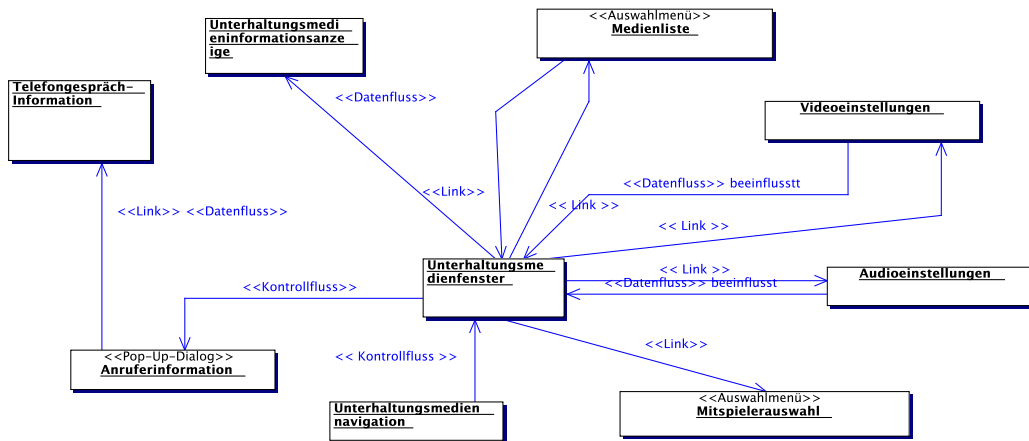 <<Auswahlmenü>>
Medienliste
Unterhaltungsmedi
eninformationsanze
ige
Telefongespräch-
Information
<<Datenfluss>>
Videoeinstellungen
<<Link>>
<<Datenfluss>> beeinflusstt
<< Link >>
<<Link>> <<Datenfluss>>
<< Link >>
Unterhaltungsme
dienfenster
<< Link >>
Audioeinstellungen
<<Datenfluss>> beeinflusst
<<Kontrollfluss>>
<<Link>>
<<Pop-Up-Dialog>>
Anruferinformation
<< Kontrollfluss >>
<<Auswahlmenü>>
Mitspielerauswahl
Unterhaltungsmedien
navigation